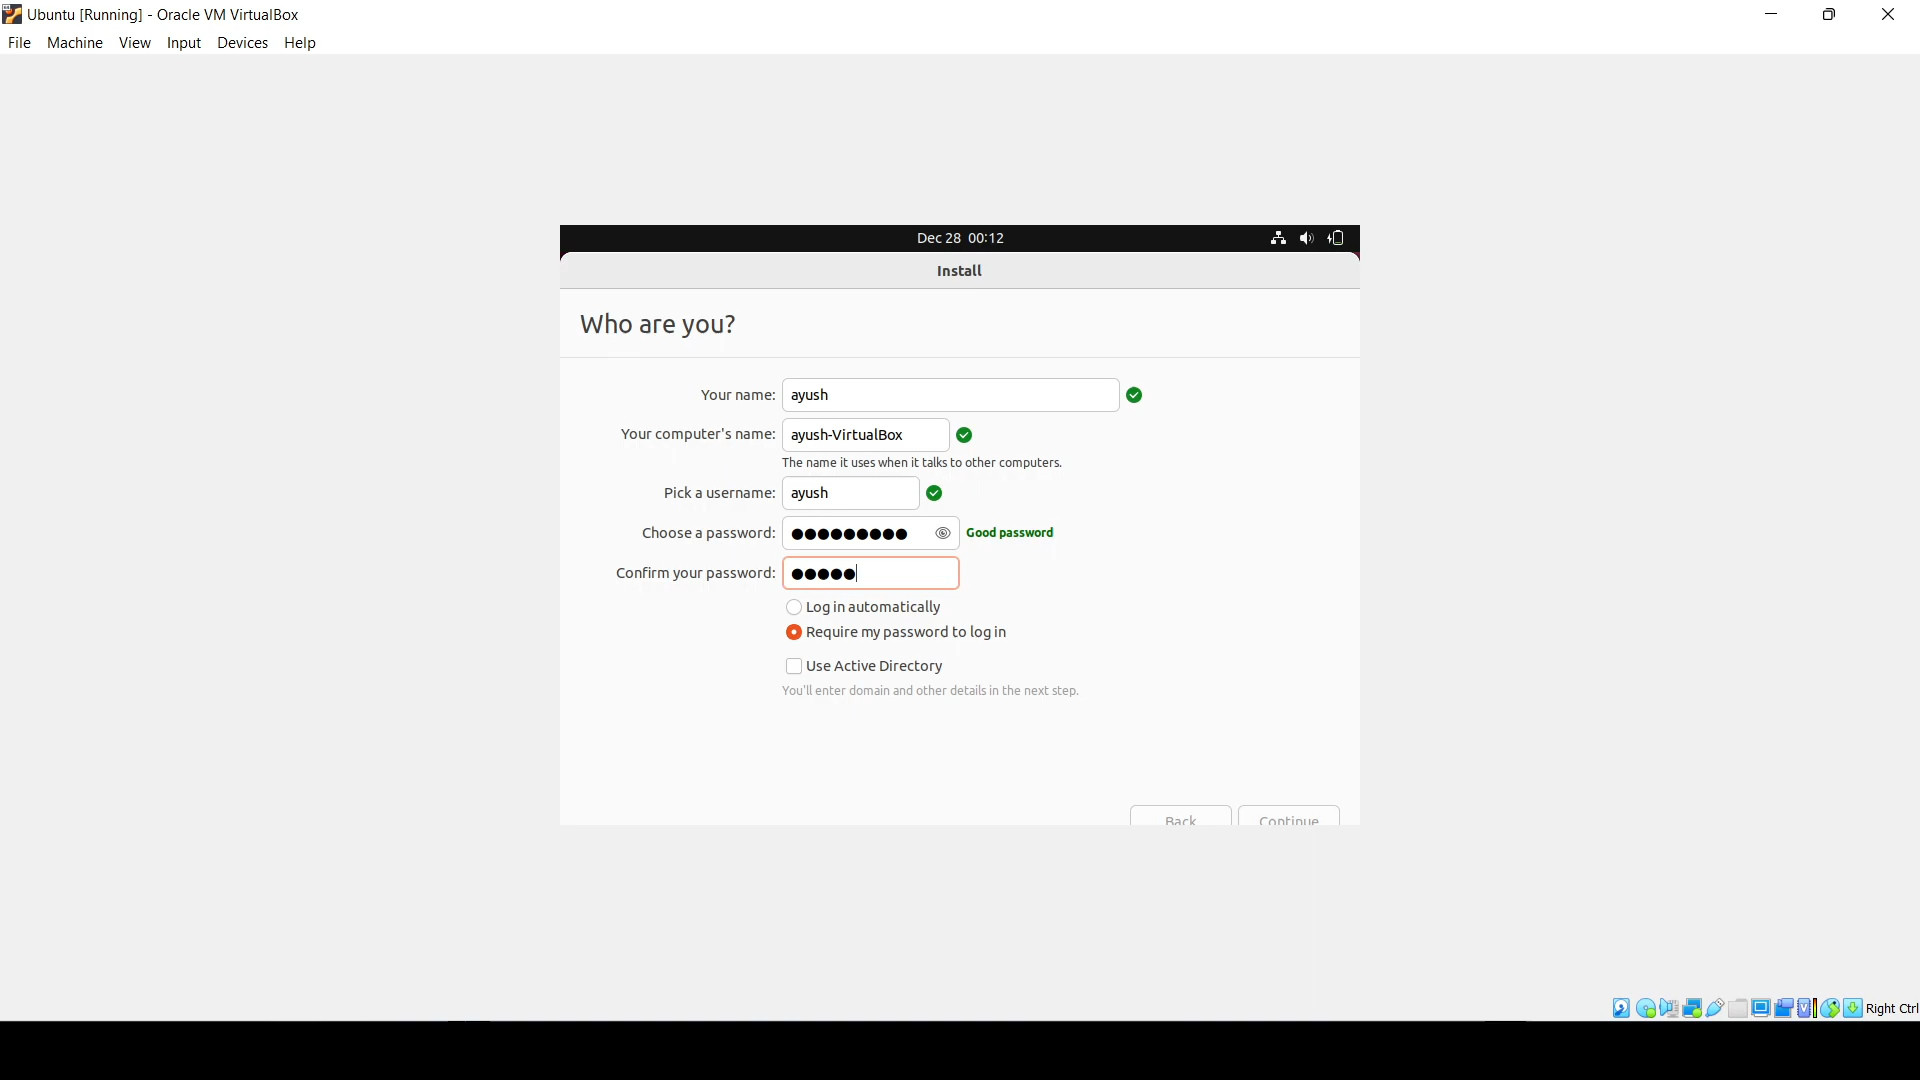 Ubuntu [Running] - Oracle VM VirtualBox
File Machine View Input Devices Help
Dec 28 00:12
Install
Who are you?
Your name: ayush
Your computer's name: ayush-VirtualBox
The name it uses when it talks to other computers.
Pick a username: ayush
Choose a password: ●●●●●●●●● Good password
Confirm your password: ●●●●●
Log in automatically
Require my password to log in
Use Active Directory
You'll enter domain and other details in the next step.
Back Continue
Right Ctrl